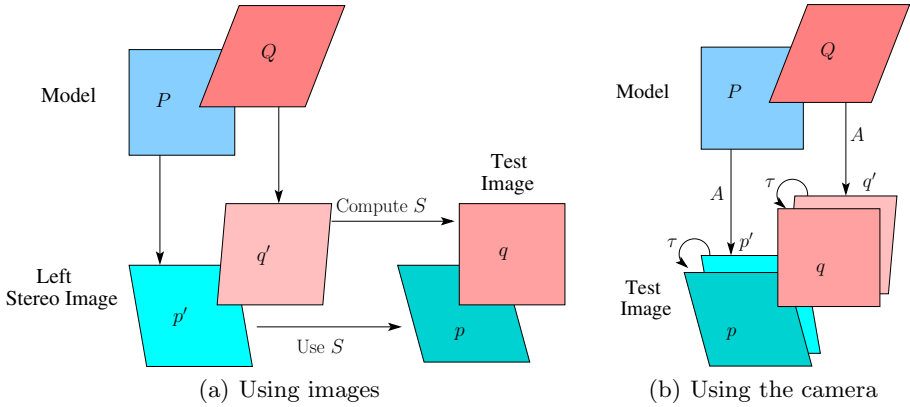 Q
P
Model
Test
Image
Compute S
q
q′
Left
Stereo Image
p′
Use S
p
(a) Using images
Q
P
Model
A
A
q′
τ
p′
τ
q
Test
Image
p
(b) Using the camera